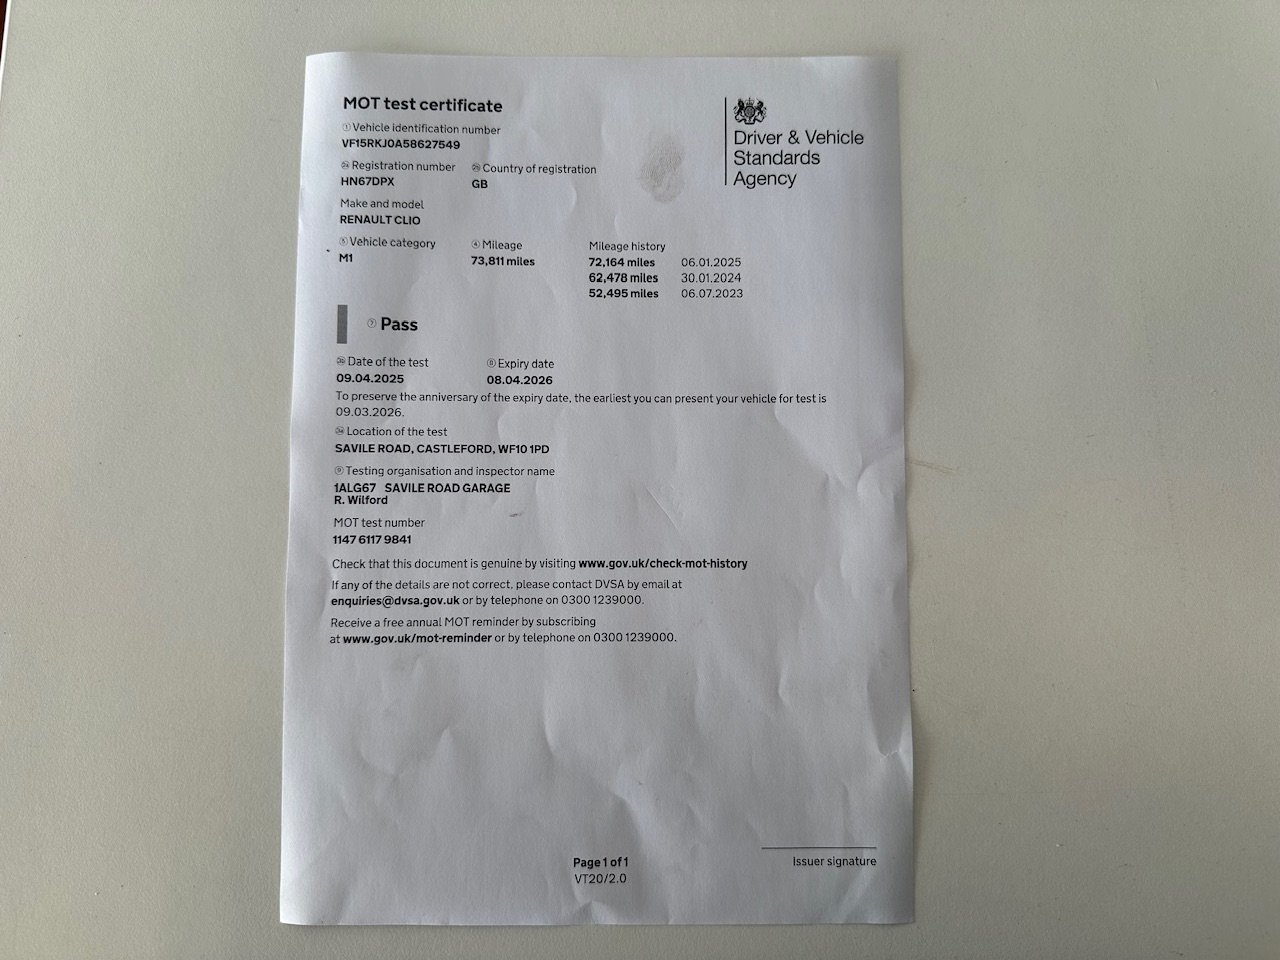 MOT test certificate
① Vehicle identification number
VF15RKJ0A58627549
Registration number
HN67DPX
Country of registration
GB
Make and model
RENAULT CLIO
⑤ Vehicle category
M1
④ Mileage
73,811 miles
Mileage history
72,164 miles 06.01.2025
62,478 miles 30.01.2024
52,495 miles 06.07.2023
Driver & Vehicle
Standards
Agency
⑦ Pass
Date of the test
09.04.2025
⑧ Expiry date
08.04.2026
To preserve the anniversary of the expiry date, the earliest you can present your vehicle for test is
09.03.2026.
Location of the test
SAVILE ROAD, CASTLEFORD, WF10 1PD
⑨ Testing organisation and inspector name
1ALG67 SAVILE ROAD GARAGE
R. Wilford
MOT test number
1147 6117 9841
Check that this document is genuine by visiting www.gov.uk/check-mot-history
If any of the details are not correct, please contact DVSA by email at
enquiries@dvsa.gov.uk or by telephone on 0300 1239000.
Receive a free annual MOT reminder by subscribing
at www.gov.uk/mot-reminder or by telephone on 0300 1239000.
Page 1 of 1
VT20/2.0
Issuer signature